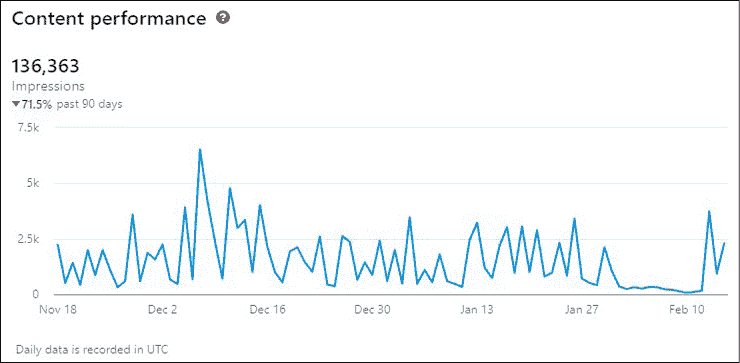 Content performance ?
136,363
Impressions
▼71.5% past 90 days
7.5k
5k
2.5k
0
Nov 18 Dec 2 Dec 16 Dec 30 Jan 13 Jan 27 Feb 10
Daily data is recorded in UTC